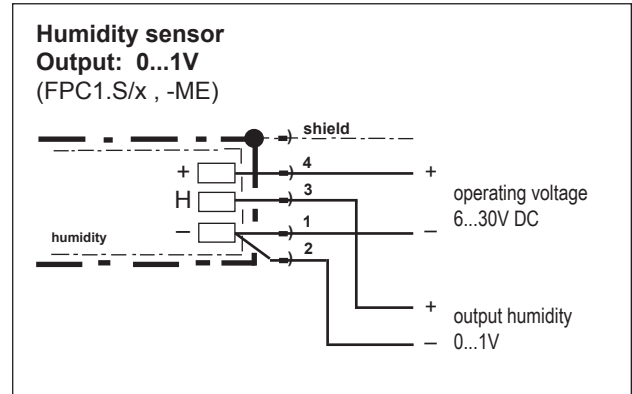 Humidity sensor
Output: 0...1V
(FPC1.S/x , -ME)
shield
+ 4 +
H 3
operating voltage
6...30V DC
– 1 –
humidity
2
+
output humidity
– 0...1V